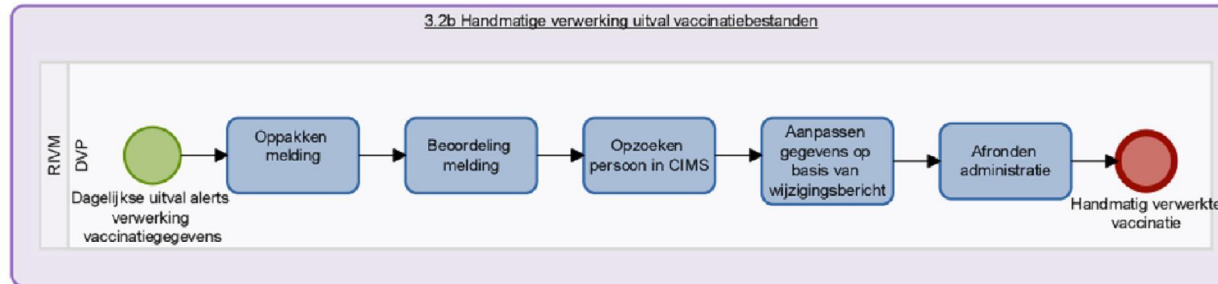 3.2b Handmatige verwerking uitval vaccinatiebestanden
RIVM
DVP
Dagelijkse uitval alerts
verwerking
vaccinatiegegevens
Oppakken
melding
Beoordeling
melding
Opzoeken
persoon in CIMS
Aanpassen
gegevens op
basis van
wijzigingsbericht
Afronden
administratie
Handmatig verwerkte
vaccinatie